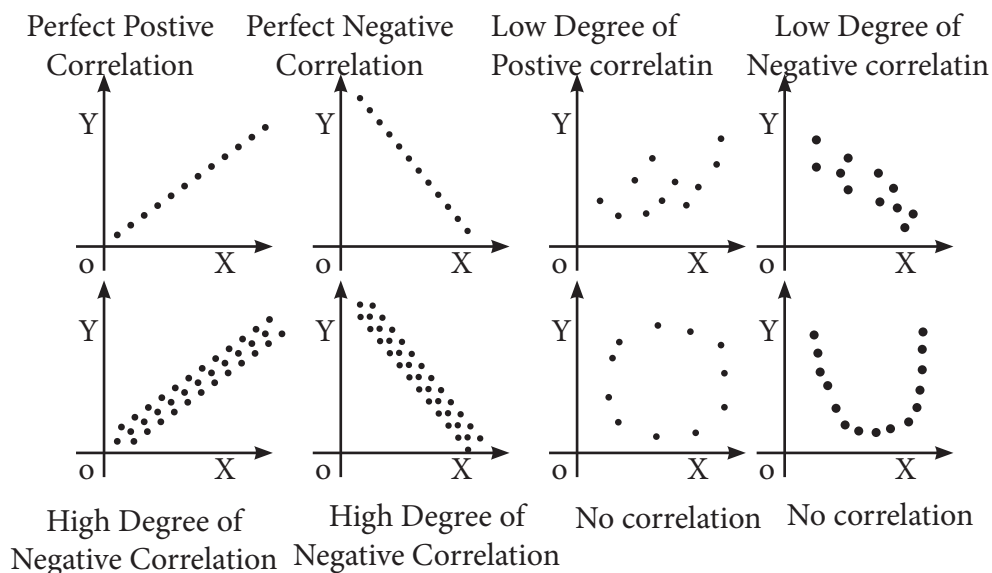 Perfect Postive
Correlation
Perfect Negative
Correlation
Low Degree of
Postive correlatin
Low Degree of
Negative correlatin
Y
o
X
Y
o
X
Y
o
X
Y
o
X
Y
o
X
Y
o
X
Y
o
X
Y
o
X
High Degree of
Negative Correlation
High Degree of
Negative Correlation
No correlation
No correlation